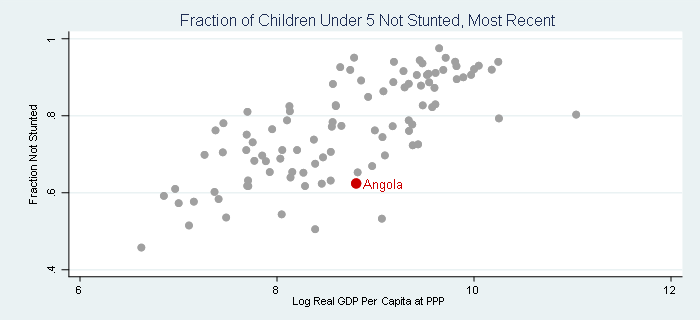 Fraction of Children Under 5 Not Stunted, Most Recent
1
.8
.6
.4
Fraction Not Stunted
Angola
6
8
10
12
Log Real GDP Per Capita at PPP